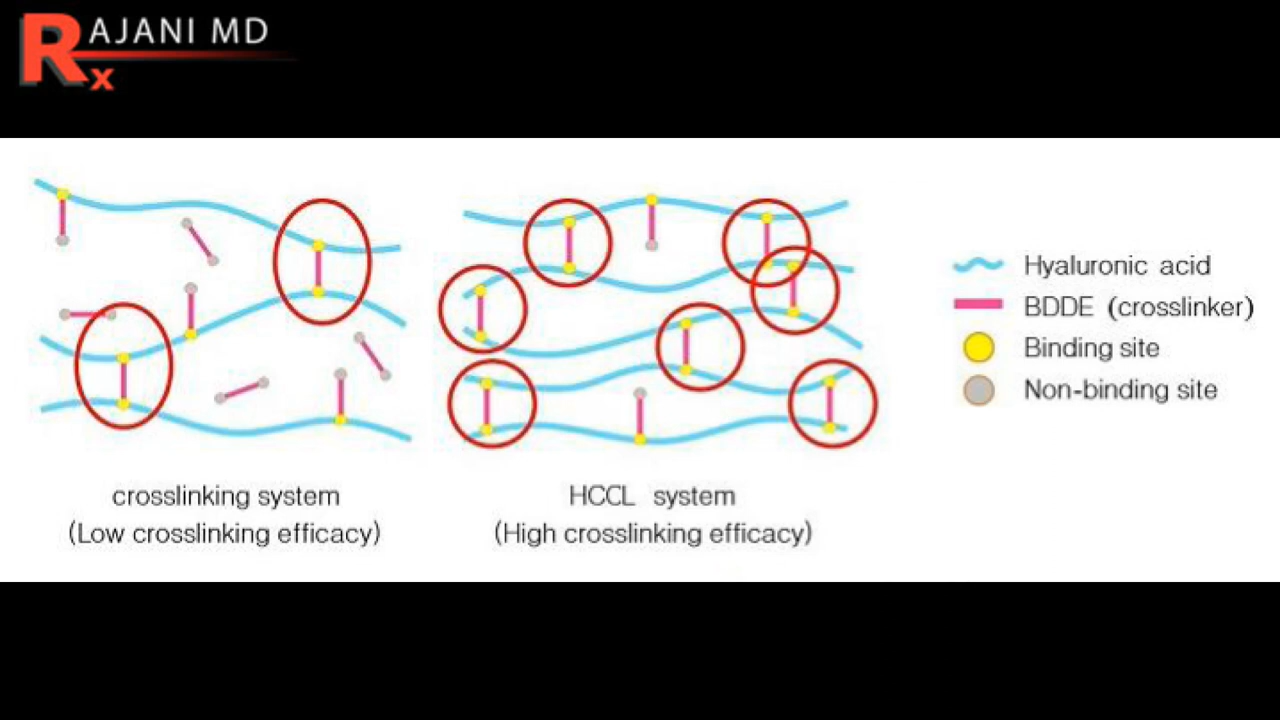 RX AJANI MD
Hyaluronic acid
BDDE (crosslinker)
Binding site
Non-binding site
crosslinking system
(Low crosslinking efficacy)
HCCL system
(High crosslinking efficacy)